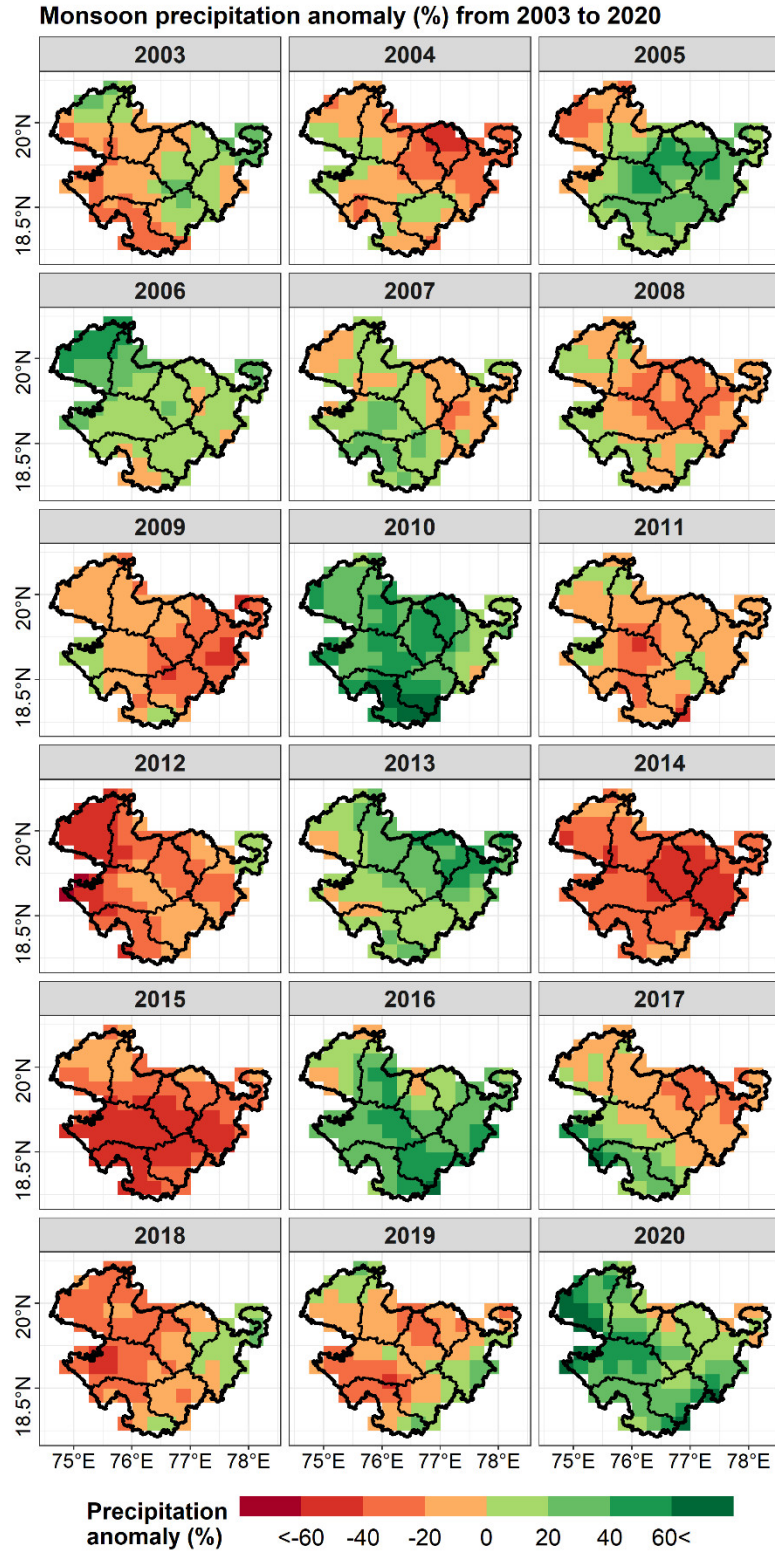 Monsoon precipitation anomaly (%) from 2003 to 2020
2003 2004 2005
20°N
18.5°N
2006 2007 2008
20°N
18.5°N
2009 2010 2011
20°N
18.5°N
2012 2013 2014
20°N
18.5°N
2015 2016 2017
20°N
18.5°N
2018 2019 2020
20°N
18.5°N
75°E 76°E 77°E 78°E 75°E 76°E 77°E 78°E 75°E 76°E 77°E 78°E
Precipitation
anomaly (%)
<-60 -40 -20 0 20 40 60<